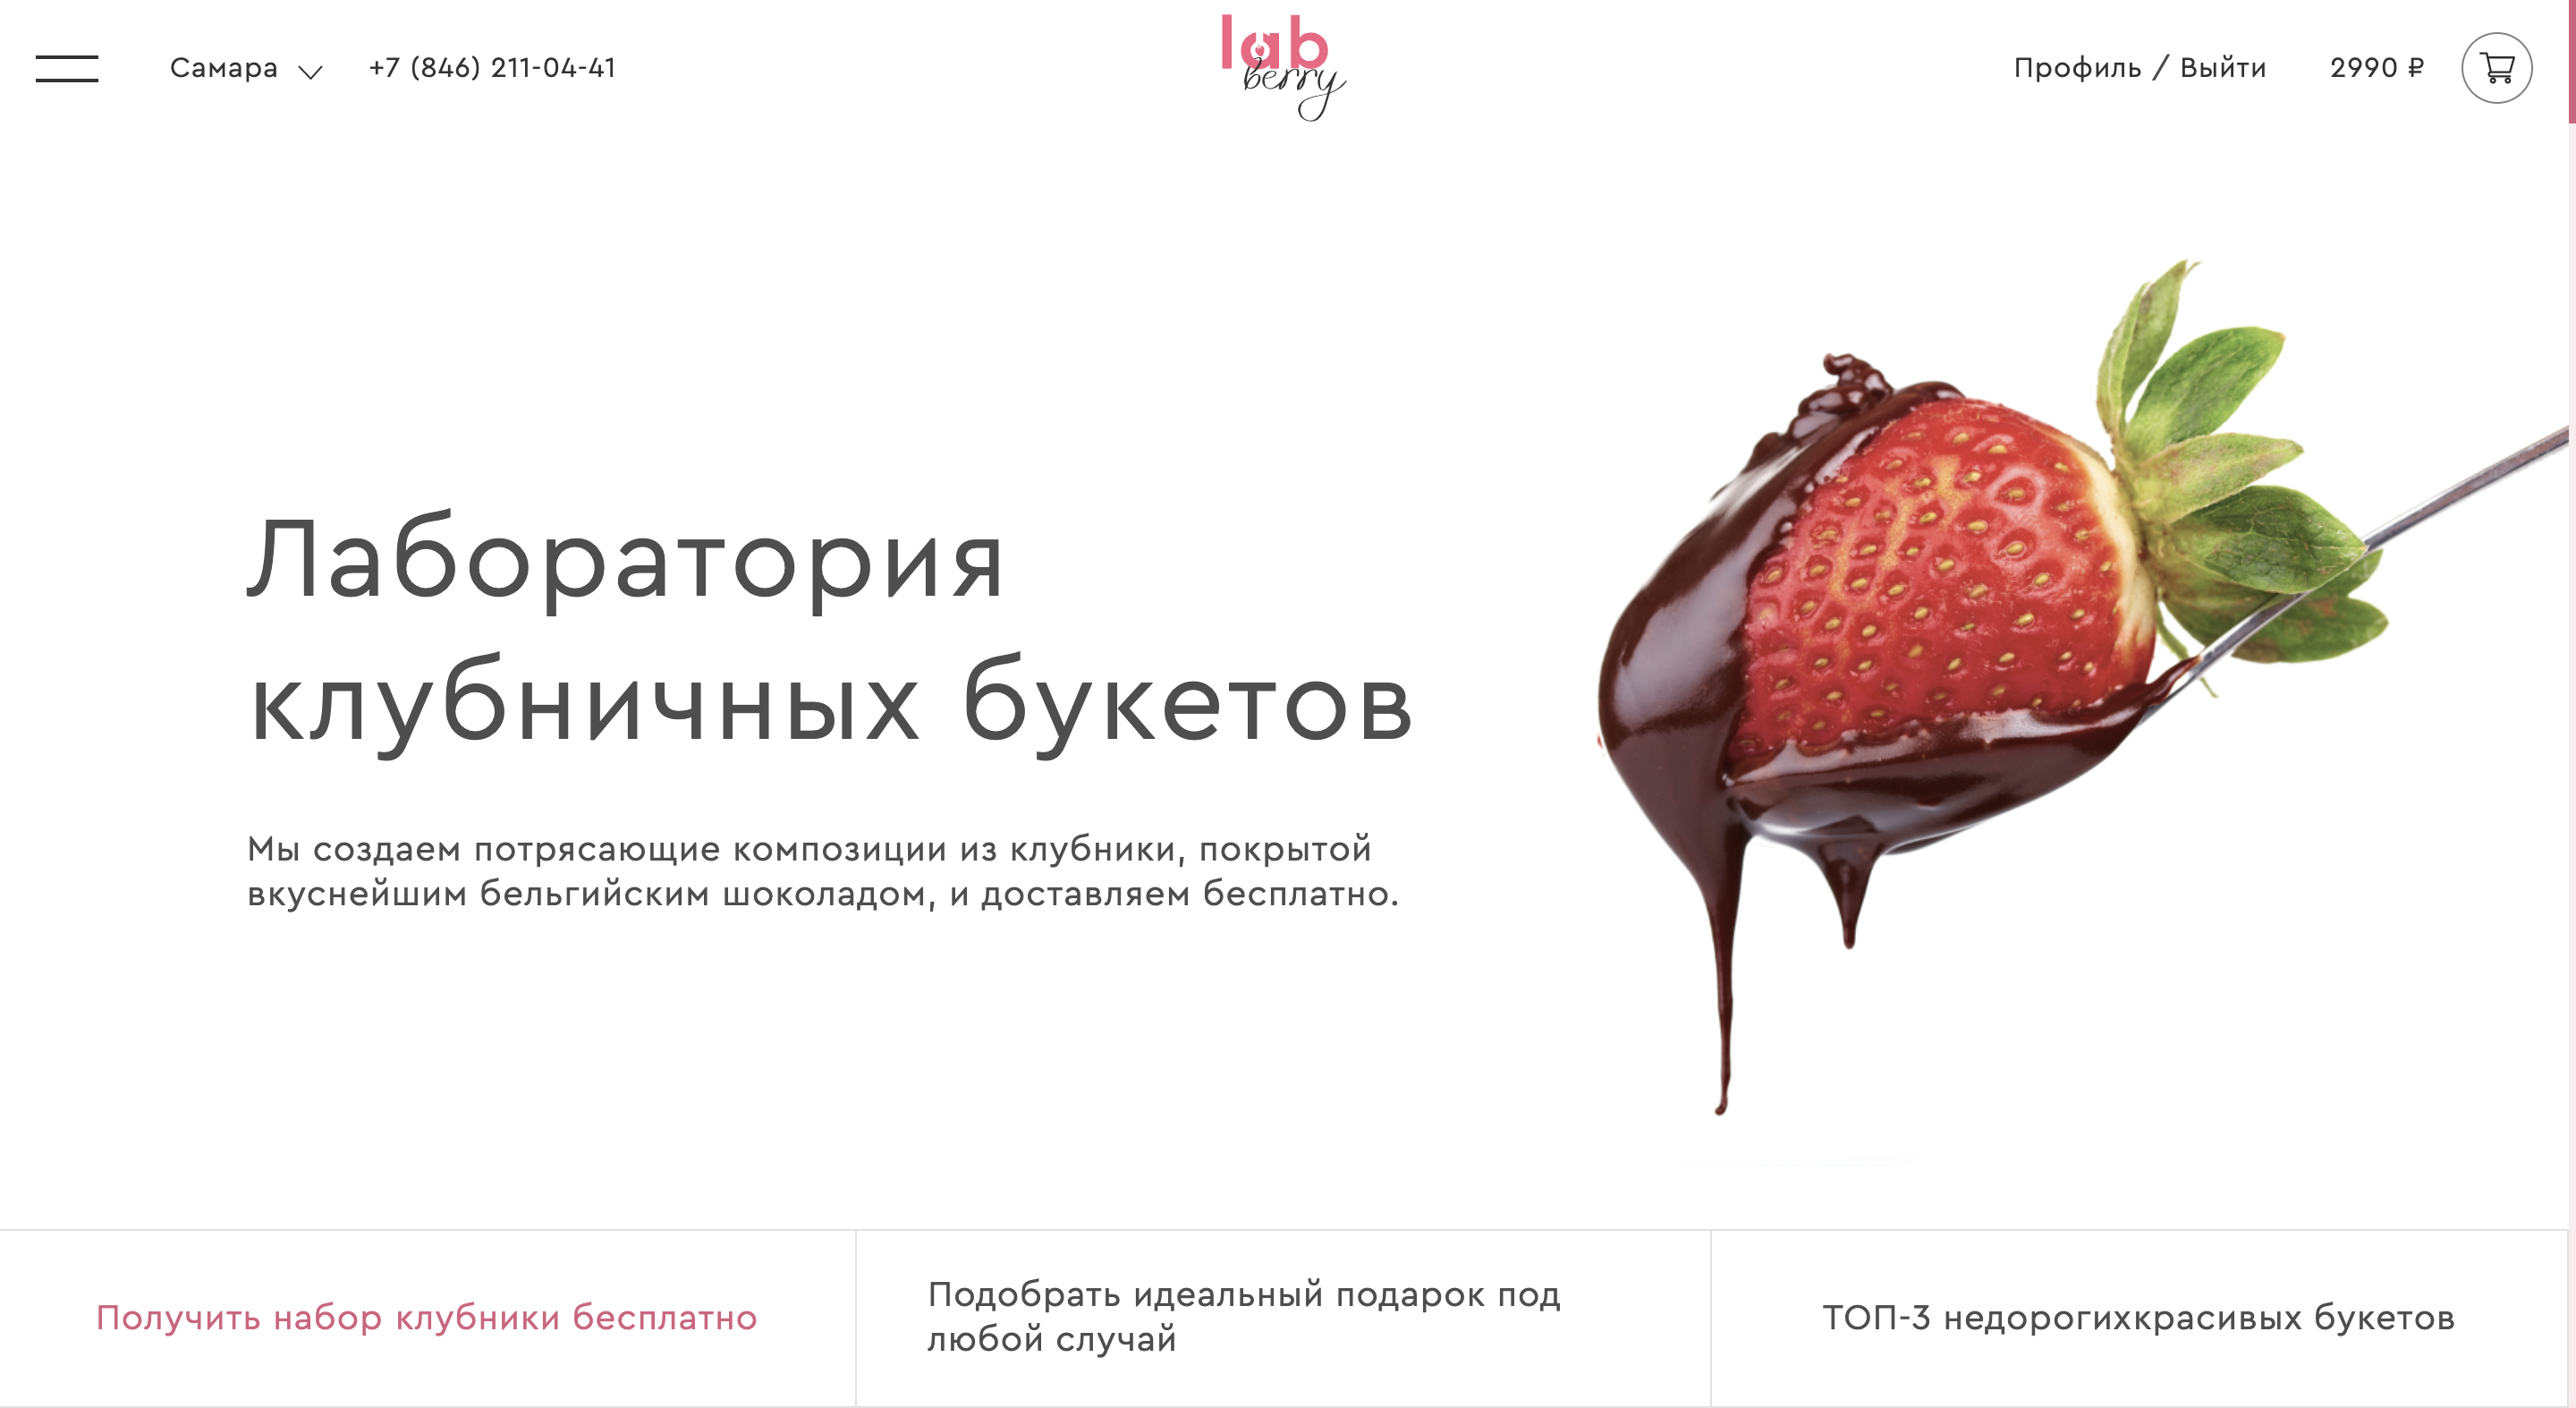 Самара
+7 (846) 211-04-41
lab
berry
Профиль / Выйти
2990 ₽
Лаборатория
клубничных букетов
Мы создаем потрясающие композиции из клубники, покрытой
вкуснейшим бельгийским шоколадом, и доставляем бесплатно.
Получить набор клубники бесплатно
Подобрать идеальный подарок под
любой случай
ТОП-3 недорогихкрасивых букетов